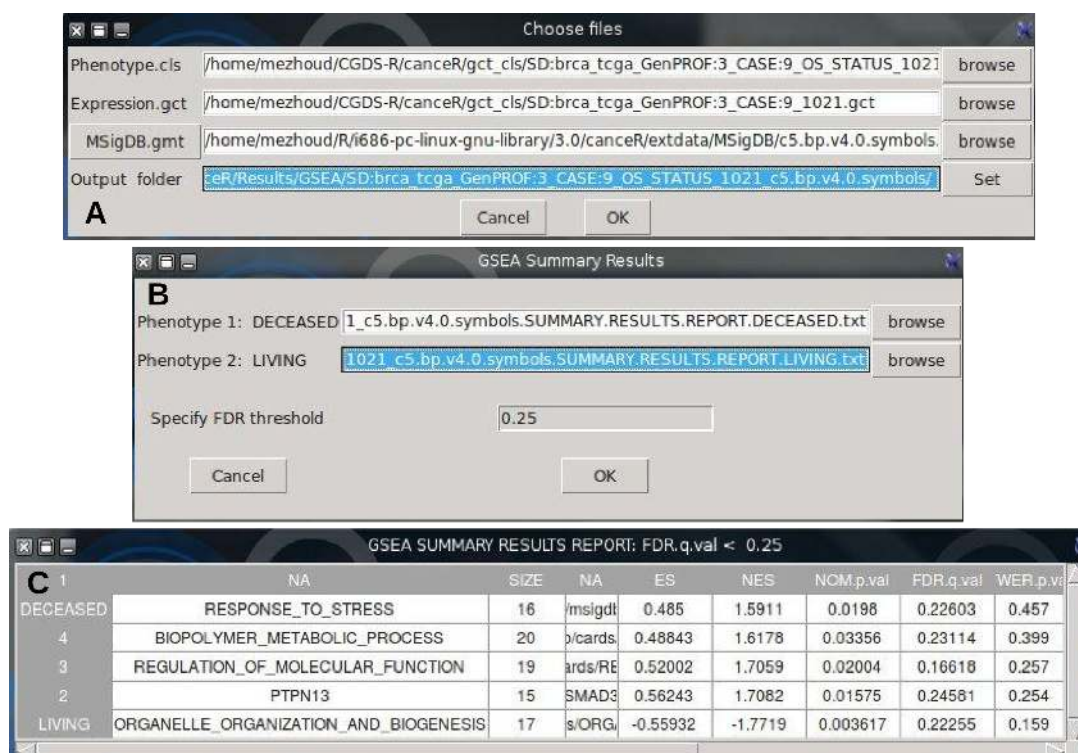 Choose files
Phenotype.cls /home/mezhoud/CGDS-R/canceR/gct_cls/SD:brca_tcga_GenPROF:3_CASE:9_OS_STATUS_1021 browse
Expression.gct /home/mezhoud/CGDS-R/canceR/gct_cls/SD:brca_tcga_GenPROF:3_CASE:9_1021.gct browse
MSigDB.gmt /home/mezhoud/R/i686-pc-linux-gnu-library/3.0/canceR/extdata/MSigDB/c5.bp.v4.0.symbols. browse
Output folder ceR/Results/GSEA/SD:brca_tcga_GenPROF:3_CASE:9_OS_STATUS_1021_c5.bp.v4.0.symbols/ Set
A Cancel OK
GSEA Summary Results
B
Phenotype 1: DECEASED 1_c5.bp.v4.0.symbols.SUMMARY.RESULTS.REPORT.DECEASED.txt browse
Phenotype 2: LIVING 1021_c5.bp.v4.0.symbols.SUMMARY.RESULTS.REPORT.LIVING.txt browse
Specify FDR threshold 0.25
Cancel OK
GSEA SUMMARY RESULTS REPORT: FDR.q.val < 0.25
C 1 NA SIZE NA ES NES NOM.p.val FDR.q.val WER.p.va
DECEASED RESPONSE_TO_STRESS 16 /msigdb 0.485 1.5911 0.0198 0.22603 0.457
4 BIOPOLYMER_METABOLIC_PROCESS 20 /cards. 0.48843 1.6178 0.03356 0.23114 0.399
3 REGULATION_OF_MOLECULAR_FUNCTION 19 ards/RE 0.52002 1.7059 0.02004 0.16618 0.257
2 PTPN13 15 SMAD3 0.56243 1.7082 0.01575 0.24581 0.254
LIVING ORGANELLE_ORGANIZATION_AND_BIOGENESIS 17 s/ORG -0.55932 -1.7719 0.003617 0.22255 0.159